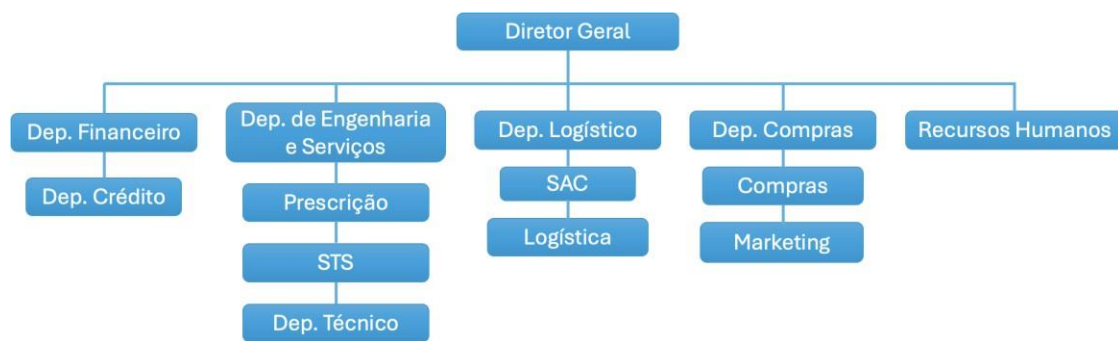 Diretor Geral
Dep. Financeiro
Dep. de Engenharia
e Serviços
Dep. Logístico
Dep. Compras
Recursos Humanos
Dep. Crédito
Prescrição
SAC
Compras
STS
Logística
Marketing
Dep. Técnico